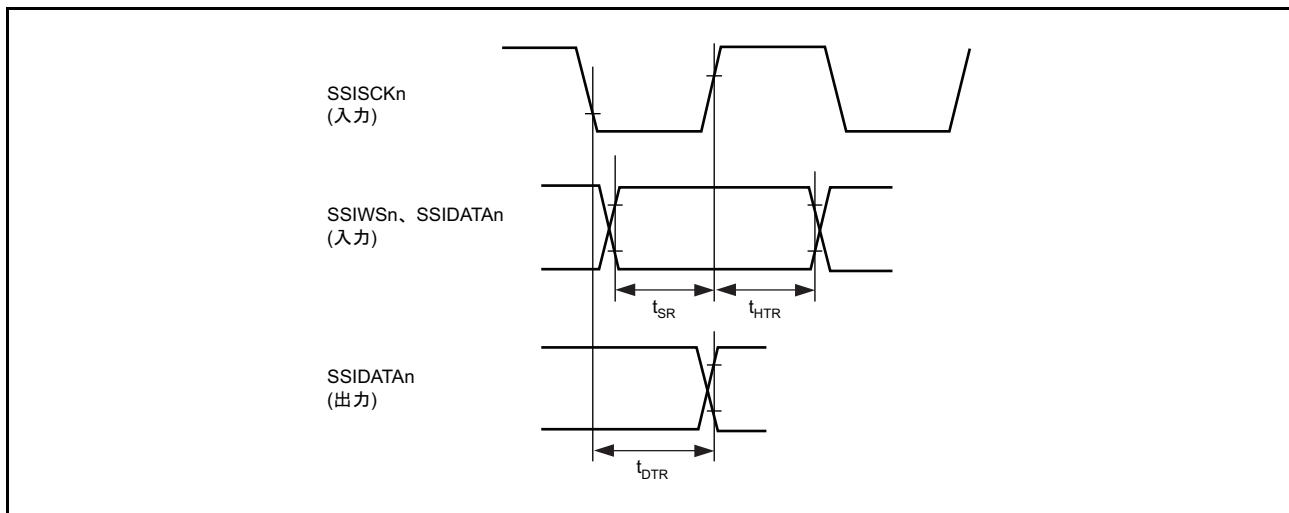 SSISCKn
(入力)
SSIWSn、SSIDATAn
(入力)
tSR
tHTR
SSIDATAn
(出力)
tDTR